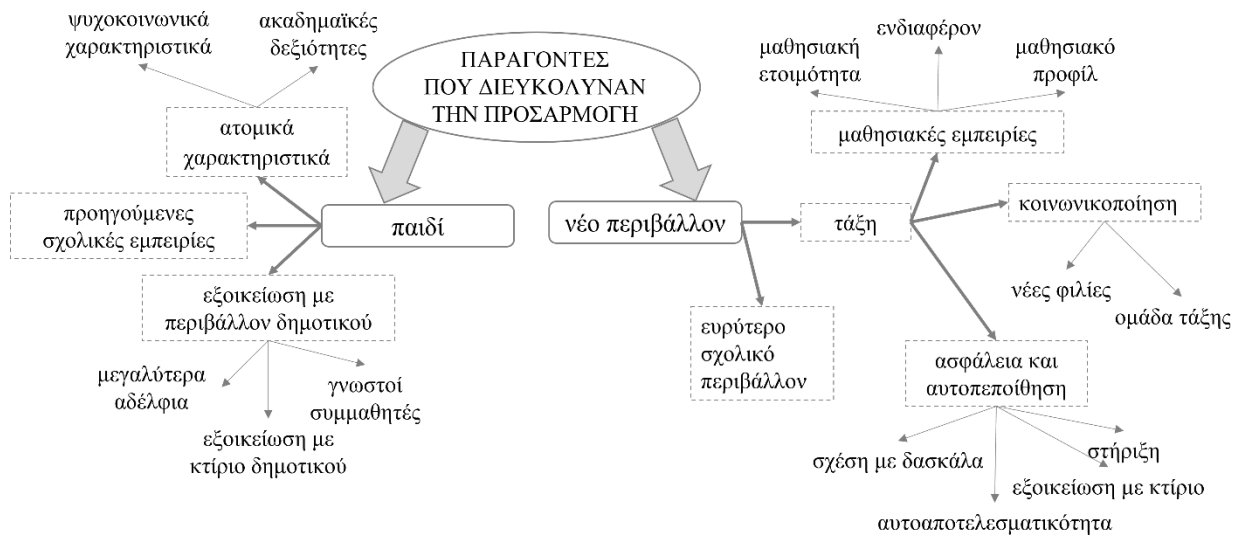 ΠΑΡΑΓΟΝΤΕΣ
ΠΟΥ ΔΙΕΥΚΟΛΥΝΑΝ
ΤΗΝ ΠΡΟΣΑΡΜΟΓΗ
ψυχοκοινωνικά
χαρακτηριστικά
ακαδημαϊκές
δεξιότητες
ατομικά
χαρακτηριστικά
προηγούμενες
σχολικές εμπειρίες
παιδί
εξοικείωση με
περιβάλλον δημοτικού
μεγαλύτερα
αδέλφια
εξοικείωση με
κτίριο δημοτικού
γνωστοί
συμμαθητές
νέο περιβάλλον
τάξη
ευρύτερο
σχολικό
περιβάλλον
μαθησιακή
ετοιμότητα
ενδιαφέρον
μαθησιακό
προφίλ
μαθησιακές εμπειρίες
κοινωνικοποίηση
νέες φιλίες
ομάδα τάξης
ασφάλεια και
αυτοπεποίθηση
σχέση με δασκάλα
αυτοαποτελεσματικότητα
εξοικείωση με κτίριο
στήριξη